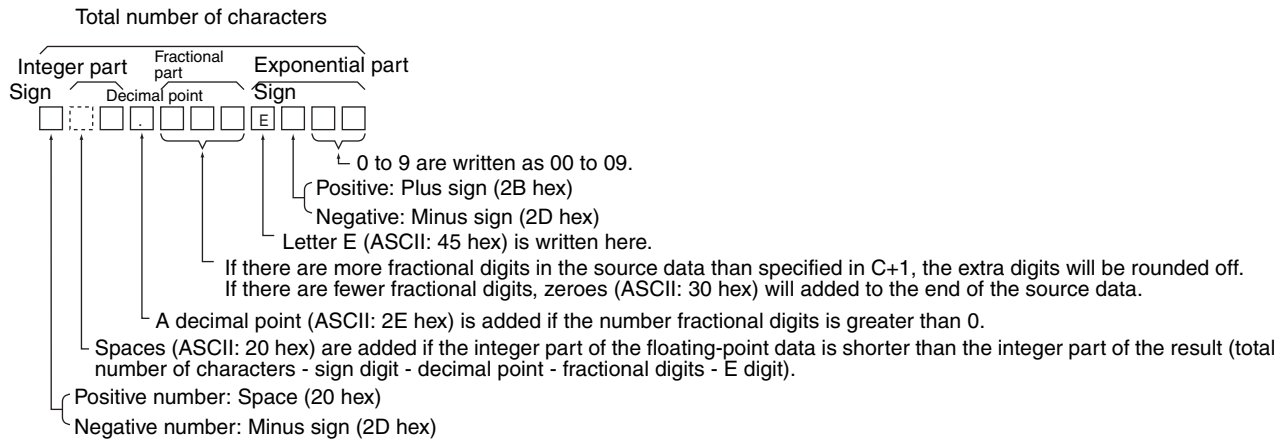 Total number of characters
Integer part
Fractional
part
Exponential part
Sign
Decimal point
Sign
.
E
0 to 9 are written as 00 to 09.
Positive: Plus sign (2B hex)
Negative: Minus sign (2D hex)
Letter E (ASCII: 45 hex) is written here.
If there are more fractional digits in the source data than specified in C+1, the extra digits will be rounded off.
If there are fewer fractional digits, zeroes (ASCII: 30 hex) will added to the end of the source data.
A decimal point (ASCII: 2E hex) is added if the number fractional digits is greater than 0.
Spaces (ASCII: 20 hex) are added if the integer part of the floating-point data is shorter than the integer part of the result (total
number of characters - sign digit - decimal point - fractional digits - E digit).
Positive number: Space (20 hex)
Negative number: Minus sign (2D hex)